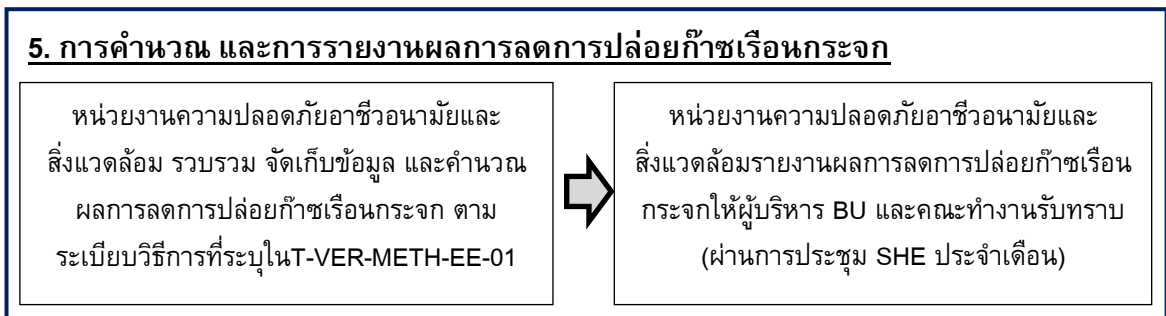 5. การคำนวณ และการรายงานผลการลดการปล่อยก๊าซเรือนกระจก
หน่วยงานความปลอดภัยอาชีวอนามัยและ
สิ่งแวดล้อม รวบรวม จัดเก็บข้อมูล และคำนวณ
ผลการลดการปล่อยก๊าซเรือนกระจก ตาม
ระเบียบวิธีการที่ระบุในT-VER-METH-EE-01
หน่วยงานความปลอดภัยอาชีวอนามัยและ
สิ่งแวดล้อมรายงานผลการลดการปล่อยก๊าซเรือน
กระจกให้ผู้บริหาร BU และคณะทำงานรับทราบ
(ผ่านการประชุม SHE ประจำเดือน)